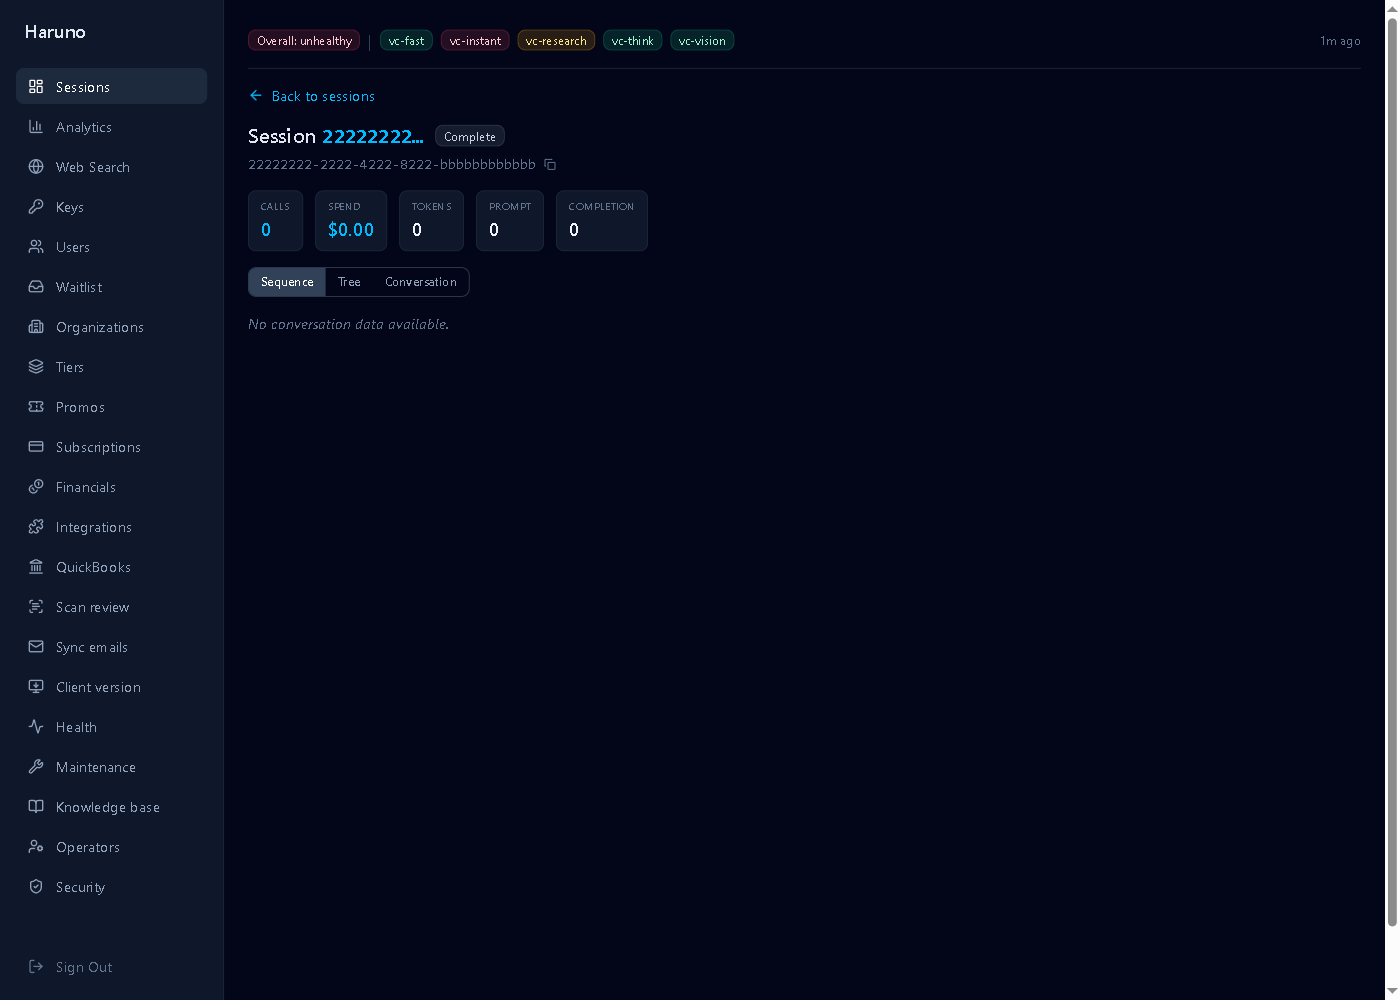 Haruno
Sessions
Analytics
Web Search
Keys
Users
Waitlist
Organizations
Tiers
Promos
Subscriptions
Financials
Integrations
QuickBooks
Scan review
Sync emails
Client version
Health
Maintenance
Knowledge base
Operators
Security
Sign Out
Overall: unhealthy vc-fast vc-instant vc-research vc-think vc-vision 1m ago
Back to sessions
Session 22222222… Complete
22222222-2222-4222-8222-bbbbbbbbbbbb
CALLS SPEND TOKENS PROMPT COMPLETION
0 $0.00 0 0 0
Sequence Tree Conversation
No conversation data available.